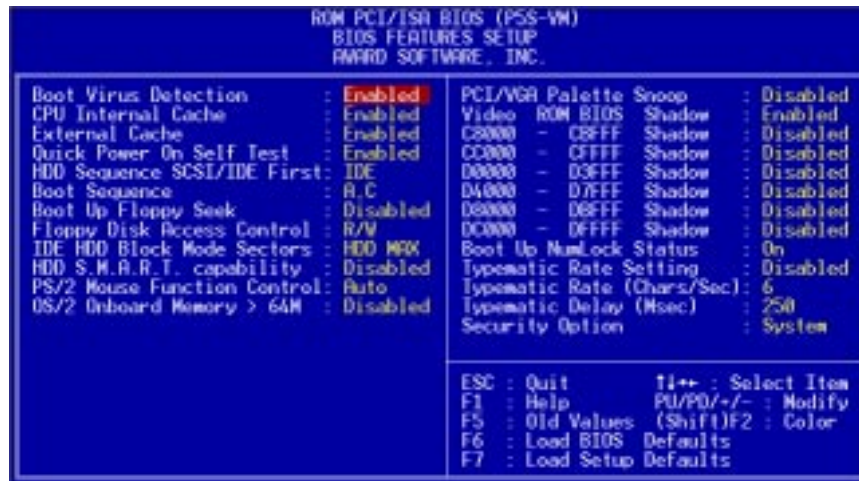 ROM PCI/ISA BIOS (P5S-VM)
BIOS FEATURES SETUP
AWARD SOFTWARE, INC.
Boot Virus Detection : Enabled
CPU Internal Cache : Enabled
External Cache : Enabled
Quick Power On Self Test : Enabled
HDD Sequence SCSI/IDE First: IDE
Boot Sequence : A,C
Boot Up Floppy Seek : Disabled
Floppy Disk Access Control : R/W
IDE HDD Block Mode Sectors : HDD MAX
HDD S.M.A.R.T. capability : Disabled
PS/2 Mouse Function Control: Auto
OS/2 Onboard Memory > 64M : Disabled
PCI/VGA Palette Snoop : Disabled
Video ROM BIOS Shadow : Enabled
C8000 - CBFFF Shadow : Disabled
CC000 - CFFFF Shadow : Disabled
D0000 - D3FFF Shadow : Disabled
D4000 - D7FFF Shadow : Disabled
D8000 - DBFFF Shadow : Disabled
DC000 - DFFFF Shadow : Disabled
Boot Up NumLock Status : On
Typematic Rate Setting : Disabled
Typematic Rate (Chars/Sec): 6
Typematic Delay (Msec) : 250
Security Option : System
ESC : Quit ↑↓→← : Select Item
F1 : Help PU/PD/+/- : Modify
F5 : Old Values (Shift)F2 : Color
F6 : Load BIOS Defaults
F7 : Load Setup Defaults